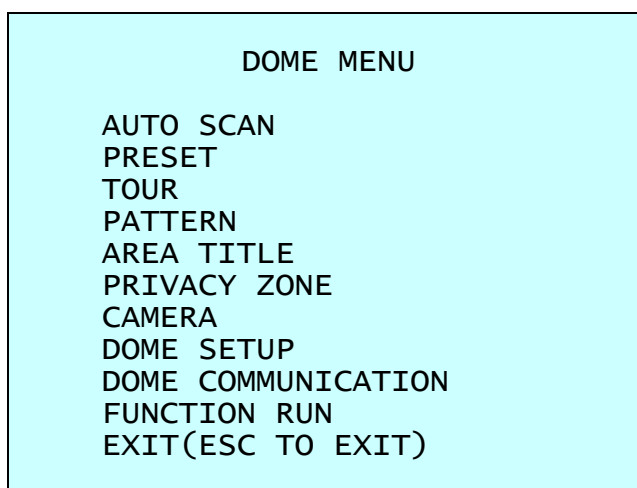 DOME MENU
AUTO SCAN
PRESET
TOUR
PATTERN
AREA TITLE
PRIVACY ZONE
CAMERA
DOME SETUP
DOME COMMUNICATION
FUNCTION RUN
EXIT(ESC TO EXIT)